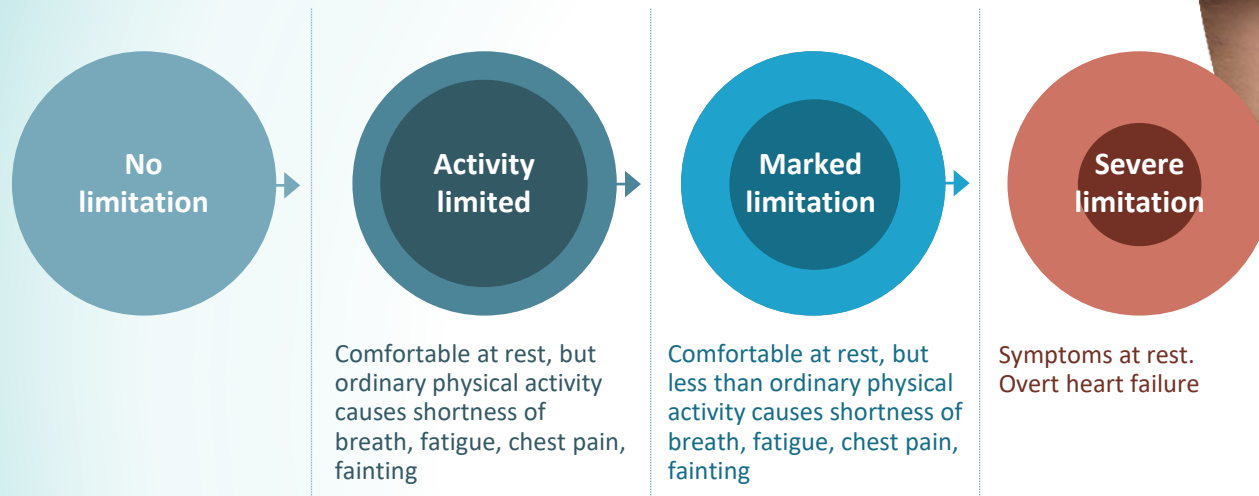 No
limitation
Activity
limited
Comfortable at rest, but
ordinary physical activity
causes shortness of
breath, fatigue, chest pain,
fainting
Marked
limitation
Comfortable at rest, but
less than ordinary physical
activity causes shortness of
breath, fatigue, chest pain,
fainting
Severe
limitation
Symptoms at rest.
Overt heart failure